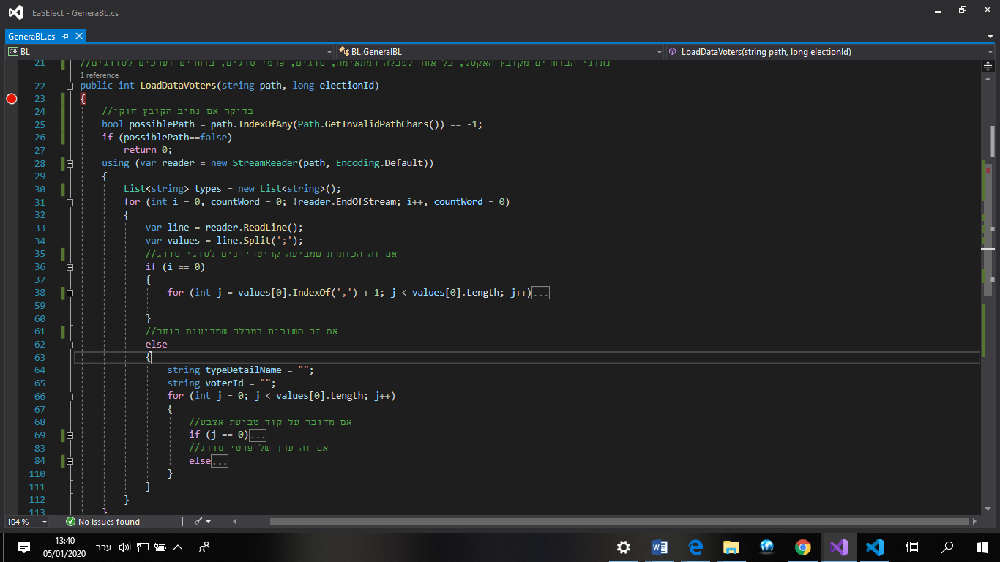 EaSElect - GeneraBL.cs
GeneraBL.cs
C# BL
BL.GeneralBL
LoadDataVoters(string path, long electionId)
21 //נתוני הבוחרים מקובץ האקסל, כל אחד לטבלה המתאימה, סוגים, פרטי סוגים, בוחרים וערכים לסווגים
1 reference
22 public int LoadDataVoters(string path, long electionId)
23 {
24 //בדיקה אם נתיב הקובץ חוקי
25 bool possiblePath = path.IndexOfAny(Path.GetInvalidPathChars()) == -1;
26 if (possiblePath==false)
27 return 0;
28 using (var reader = new StreamReader(path, Encoding.Default))
29 {
30 List<string> types = new List<string>();
31 for (int i = 0, countWord = 0; !reader.EndOfStream; i++, countWord = 0)
32 {
33 var line = reader.ReadLine();
34 var values = line.Split(';');
35 //אם זה הכותרת שמביעה קריטריונים לסוגי סווג
36 if (i == 0)
37 {
38 for (int j = values[0].IndexOf(',') + 1; j < values[0].Length; j++)...
59
60 }
61 //אם זה השורות בטבלה שמביעות בוחר
62 else
63 {
64 string typeDetailName = "";
65 string voterId = "";
66 for (int j = 0; j < values[0].Length; j++)
67 {
68 //אם מדובר על קוד טביעת אצבע
69 if (j == 0)...
83 //אם זה ערך של פרטי סווג
84 else...
110 }
111 }
112 }
113 }
104 %
No issues found
עבר
13:40
05/01/2020